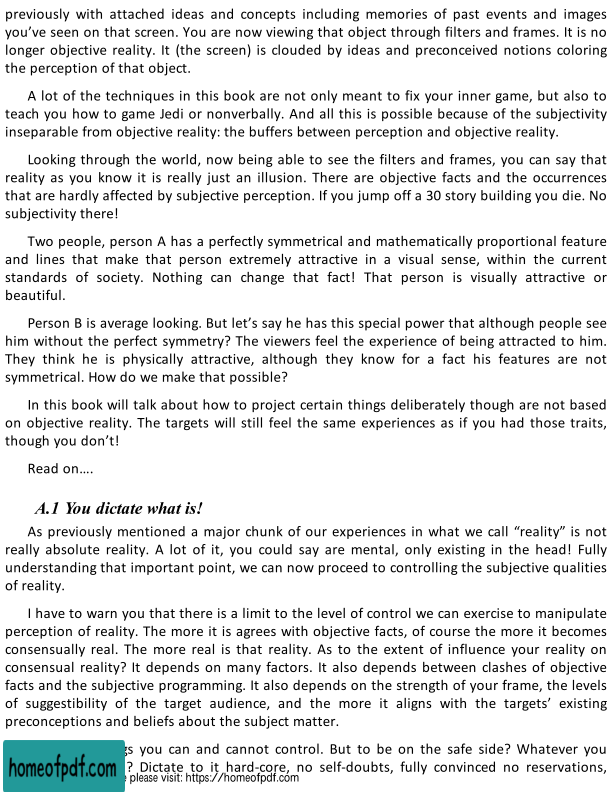 previously with attached ideas and concepts including memories of past events and images
you’ve seen on that screen. You are now viewing that object through filters and frames. It is no
longer objective reality. It (the screen) is clouded by ideas and preconceived notions coloring
the perception of that object.
A lot of the techniques in this book are not only meant to fix your inner game, but also to
teach you how to game Jedi or nonverbally. And all this is possible because of the subjectivity
inseparable from objective reality: the buffers between perception and objective reality.
Looking through the world, now being able to see the filters and frames, you can say that
reality as you know it is really just an illusion. There are objective facts and the occurrences
that are hardly affected by subjective perception. If you jump off a 30 story building you die. No
subjectivity there!
Two people, person A has a perfectly symmetrical and mathematically proportional feature
and lines that make that person extremely attractive in a visual sense, within the current
standards of society. Nothing can change that fact! That person is visually attractive or
beautiful.
Person B is average looking. But let’s say he has this special power that although people see
him without the perfect symmetry? The viewers feel the experience of being attracted to him.
They think he is physically attractive, although they know for a fact his features are not
symmetrical. How do we make that possible?
In this book will talk about how to project certain things deliberately though are not based
on objective reality. The targets will still feel the same experiences as if you had those traits,
though you don’t!
Read on....
A.1 You dictate what is!
As previously mentioned a major chunk of our experiences in what we call “reality” is not
really absolute reality. A lot of it, you could say are mental, only existing in the head! Fully
understanding that important point, we can now proceed to controlling the subjective qualities
of reality.
I have to warn you that there is a limit to the level of control we can exercise to manipulate
perception of reality. The more it is agrees with objective facts, of course the more it becomes
consensually real. The more real is that reality. As to the extent of influence your reality on
consensual reality? It depends on many factors. It also depends between clashes of objective
facts and the subjective programming. It also depends on the strength of your frame, the levels
of suggestibility of the target audience, and the more it aligns with the targets’ existing
preconceptions and beliefs about the subject matter.
you can and cannot control. But to be on the safe side? Whatever you
? Dictate to it hard-core, no self-doubts, fully convinced no reservations,
homeofpdf.com
please visit: https://homeofpdf.com